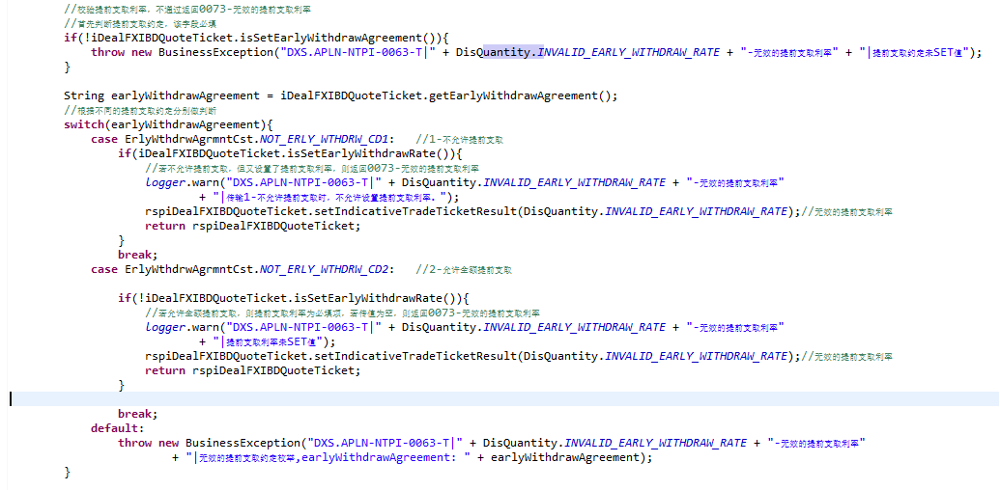 //校验提前支取利率，不通过返回0073-无效的提前支取利率
//首先判断提前支取约定，该字段必填
if(!iDealFXIBDQuoteTicket.isSetEarlyWithdrawAgreement()){
    throw new BusinessException("DXS.APLN-NTPI-0063-T|" + DisQuantity.INVALID_EARLY_WITHDRAW_RATE + "-无效的提前支取利率" + "|提前支取约定未SET值");
}

String earlyWithdrawAgreement = iDealFXIBDQuoteTicket.getEarlyWithdrawAgreement();
//根据不同的提前支取约定分别做判断
switch(earlyWithdrawAgreement){
    case ErlyWthdrwAgrmntCst.NOT_ERLY_WTHDRW_CD1:   //1-不允许提前支取
        if(iDealFXIBDQuoteTicket.isSetEarlyWithdrawRate()){
            //若不允许提前支取，但又设置了提前支取利率，则返回0073-无效的提前支取利率
            logger.warn("DXS.APLN-NTPI-0063-T|" + DisQuantity.INVALID_EARLY_WITHDRAW_RATE + "-无效的提前支取利率"
                    + "|传输1-不允许提前支取时，不允许设置提前支取利率。");
            rspiDealFXIBDQuoteTicket.setIndicativeTradeTicketResult(DisQuantity.INVALID_EARLY_WITHDRAW_RATE);//无效的提前支取利率
            return rspiDealFXIBDQuoteTicket;
        }
        break;
    case ErlyWthdrwAgrmntCst.NOT_ERLY_WTHDRW_CD2:   //2-允许全额提前支取

        if(!iDealFXIBDQuoteTicket.isSetEarlyWithdrawRate()){
            //若允许全额提前支取，则提前支取利率为必填项，若传值为空，则返回0073-无效的提前支取利率
            logger.warn("DXS.APLN-NTPI-0063-T|" + DisQuantity.INVALID_EARLY_WITHDRAW_RATE + "-无效的提前支取利率"
                    + "|提前支取利率未SET值");
            rspiDealFXIBDQuoteTicket.setIndicativeTradeTicketResult(DisQuantity.INVALID_EARLY_WITHDRAW_RATE);//无效的提前支取利率
            return rspiDealFXIBDQuoteTicket;
        }

        break;
    default:
        throw new BusinessException("DXS.APLN-NTPI-0063-T|" + DisQuantity.INVALID_EARLY_WITHDRAW_RATE + "-无效的提前支取利率"
                + "|无效的提前支取约定枚举,earlyWithdrawAgreement: " + earlyWithdrawAgreement);
}